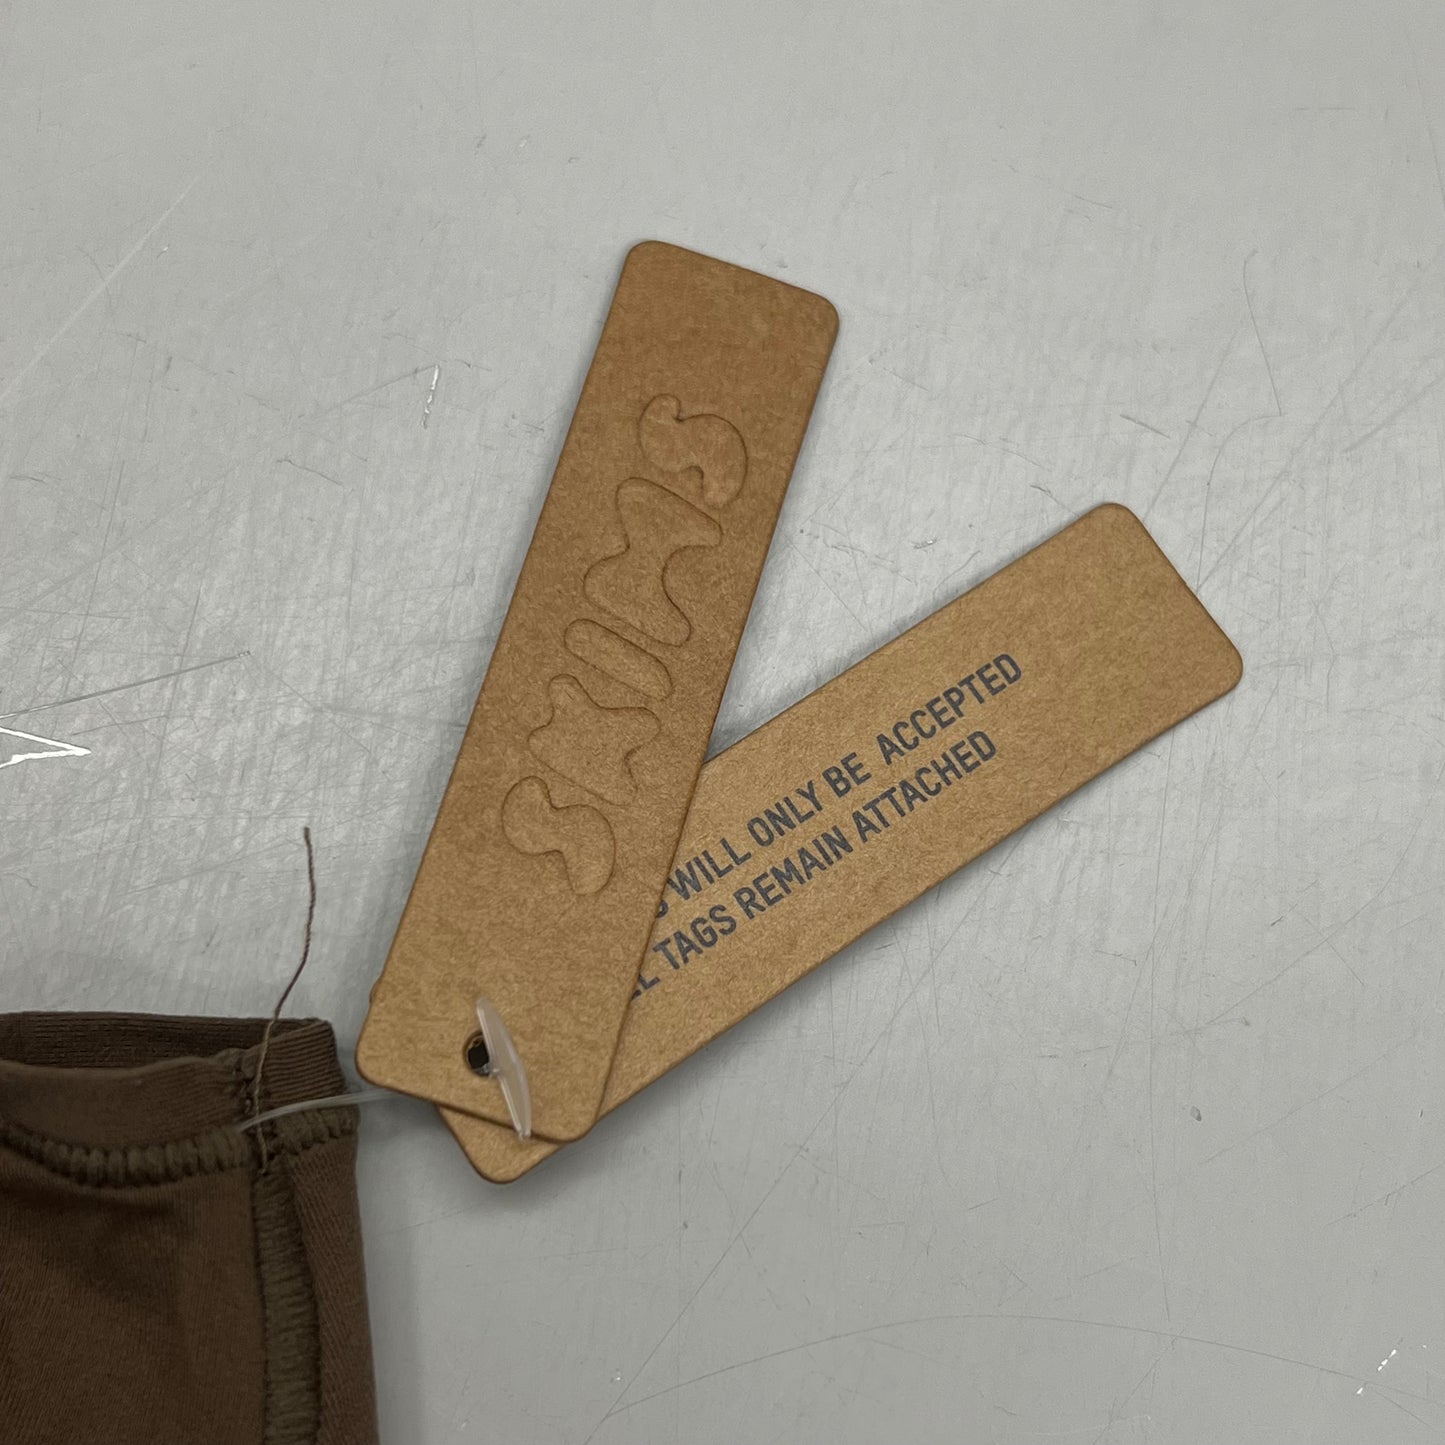 SKIMS
WILL ONLY BE ACCEPTED
TAGS REMAIN ATTACHED